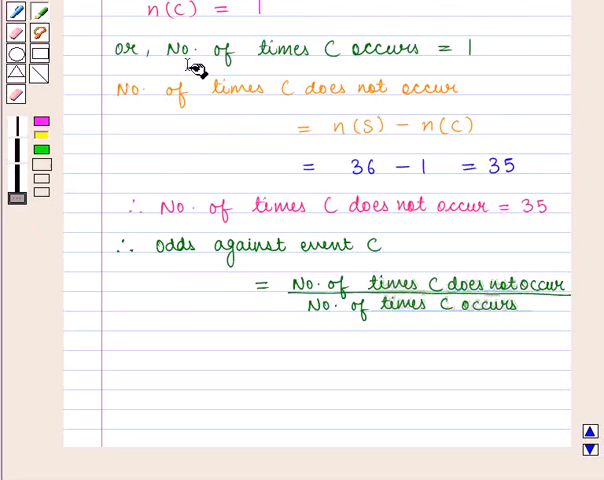 n(C) = 1
or, No. of times C occurs = 1
No. of times C does not occur
= n(S) - n(C)
= 36 - 1 = 35
∴ No. of times C does not occur = 35
∴ odds against event C
= No. of times C does not occur
No. of times C occurs